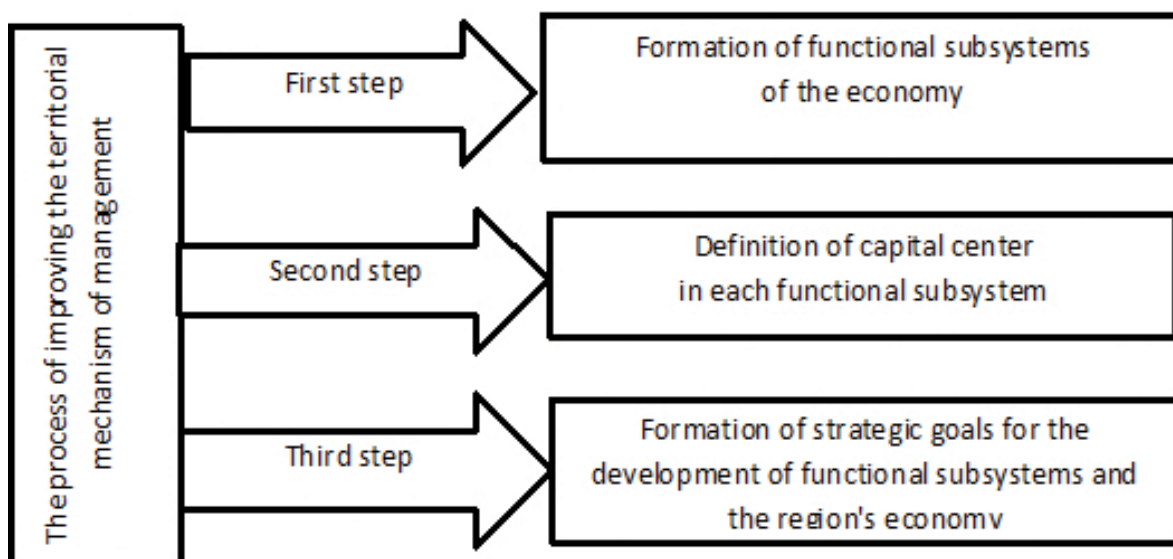 The process of improving the territorial
mechanism of management
First step
Formation of functional subsystems
of the economy
Second step
Definition of capital center
in each functional subsystem
Third step
Formation of strategic goals for the
development of functional subsystems and
the region's economy